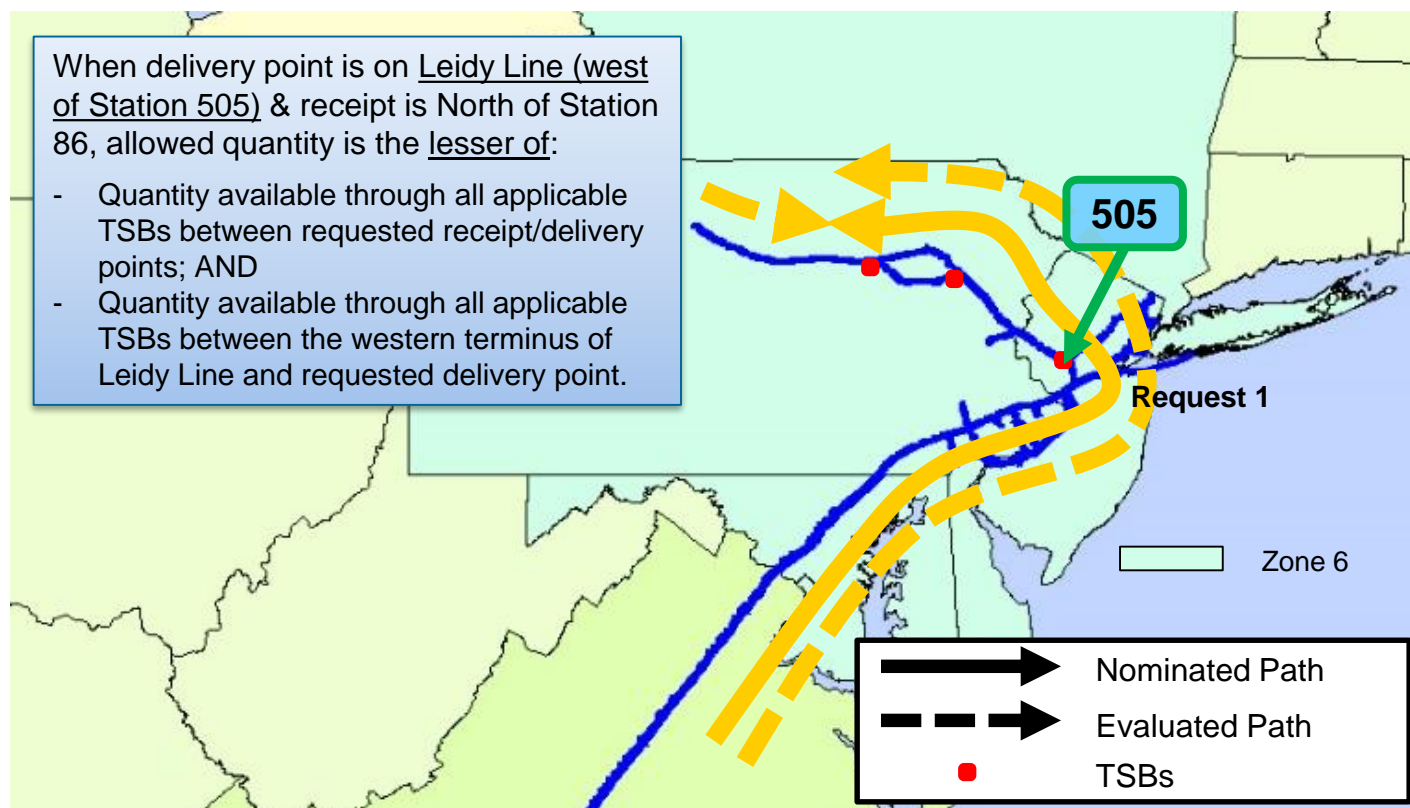 When delivery point is on Leidy Line (west
of Station 505) & receipt is North of Station
86, allowed quantity is the lesser of:
- Quantity available through all applicable
TSBs between requested receipt/delivery
points; AND
- Quantity available through all applicable
TSBs between the western terminus of
Leidy Line and requested delivery point.
505
Request 1
Zone 6
Nominated Path
Evaluated Path
TSBs